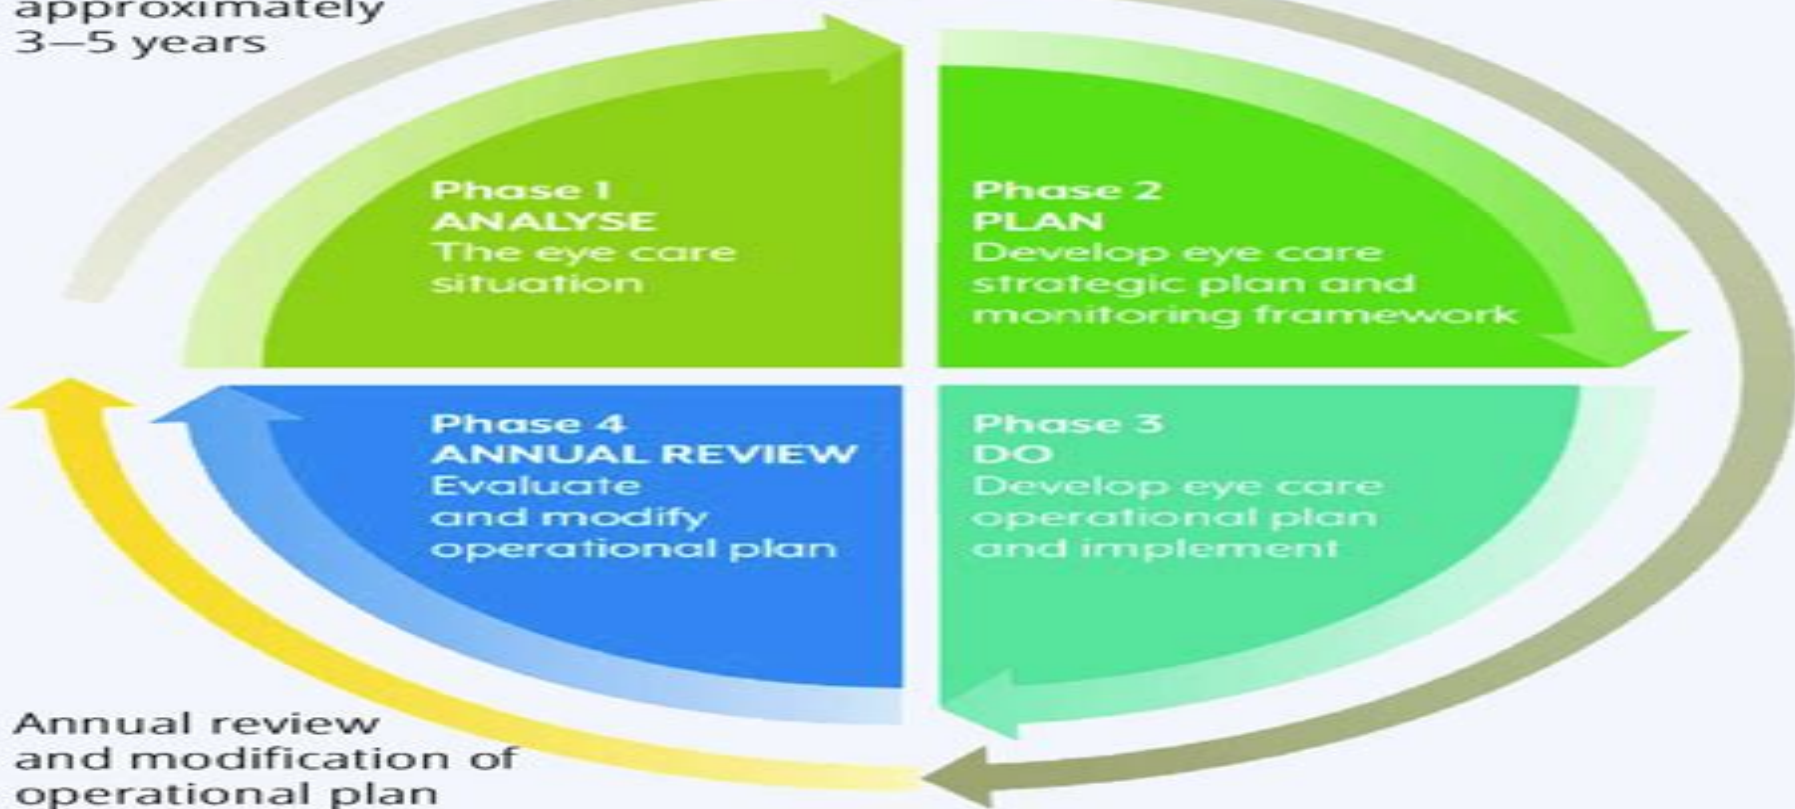 approximately
3—5 years
Phase 1
ANALYSE
The eye care
situation
Phase 2
PLAN
Develop eye care
strategic plan and
monitoring framework
Phase 4
ANNUAL REVIEW
Evaluate
and modify
operational plan
Phase 3
DO
Develop eye care
operational plan
and implement
Annual review
and modification of
operational plan